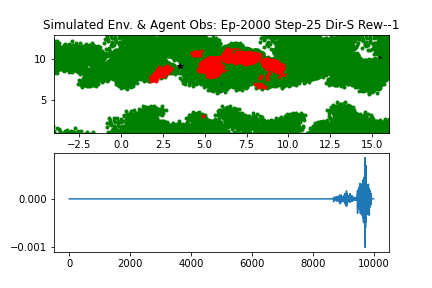 Simulated Env. & Agent Obs: Ep-2000 Step-25 Dir-S Rew--1
10
5
−2.5 0.0 2.5 5.0 7.5 10.0 12.5 15.0
0.000
−0.001
0 2000 4000 6000 8000 10000